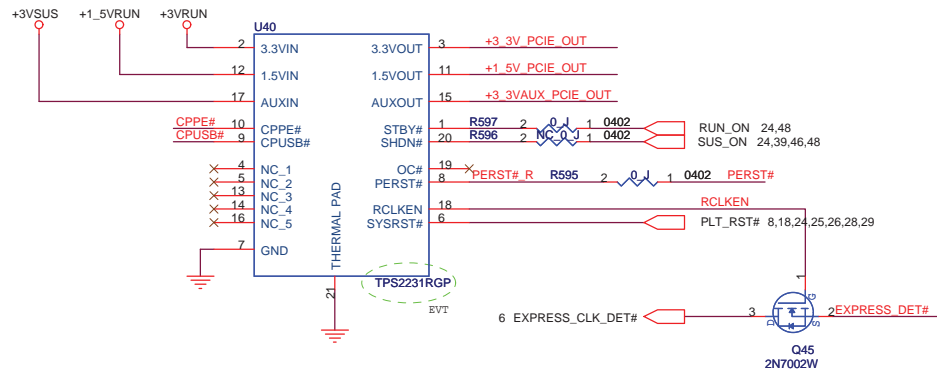 +3VSUS +1_5VRUN +3VRUN
U40
2 3.3VIN 3.3VOUT 3 +3_3V_PCIE_OUT
12 1.5VIN 1.5VOUT 11 +1_5V_PCIE_OUT
17 AUXIN AUXOUT 15 +3_3VAUX_PCIE_OUT
CPPE# 10 CPPE# STBY# 1 R597 2 0_J 1 0402 RUN_ON 24,48
CPUSB# 9 CPUSB# SHDN# 20 R596 2 NC_0_J 1 0402 SUS_ON 24,39,46,48
4 NC_1 OC# 19
5 NC_2 PERST# 8 PERST#_R R595 2 0_J 1 0402 PERST#
13 NC_3
14 NC_4 RCLKEN 18 RCLKEN
16 NC_5 SYSRST# 6 PLT_RST# 8,18,24,25,26,28,29
7 GND
THERMAL PAD
21
TPS2231RGP
EVT
1
G
6 EXPRESS_CLK_DET# 3 D S 2 EXPRESS_DET#
Q45
2N7002W